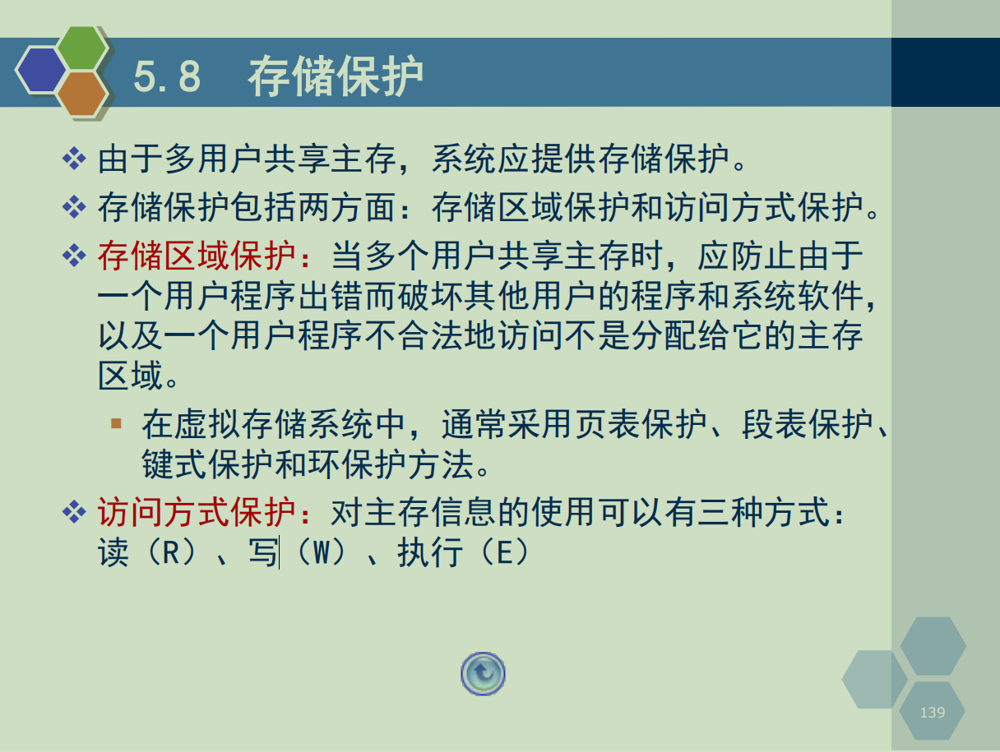 5.8 存储保护
由于多用户共享主存，系统应提供存储保护。
存储保护包括两方面：存储区域保护和访问方式保护。
存储区域保护：当多个用户共享主存时，应防止由于
一个用户程序出错而破坏其他用户的程序和系统软件，
以及一个用户程序不合法地访问不是分配给它的主存
区域。
在虚拟存储系统中，通常采用页表保护、段表保护、
键式保护和环保护方法。
访问方式保护：对主存信息的使用可以有三种方式：
读（R）、写（W）、执行（E）
139